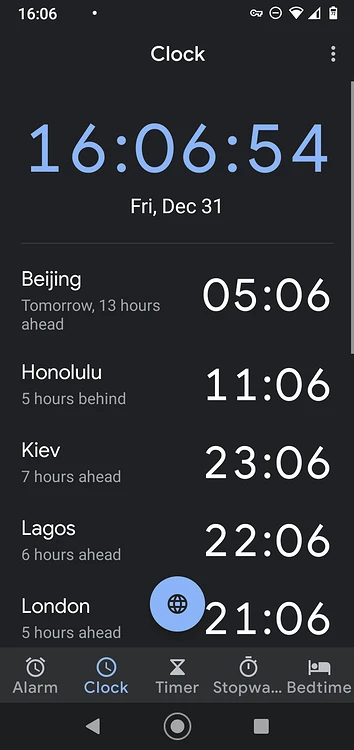 16:06
Clock
16:06:54
Fri, Dec 31
Beijing
05:06
Tomorrow, 13 hours
ahead
Honolulu
11:06
5 hours behind
Kiev
23:06
7 hours ahead
Lagos
22:06
6 hours ahead
London
21:06
5 hours ahead
Alarm
Clock
Timer
Stopwa...
Bedtime